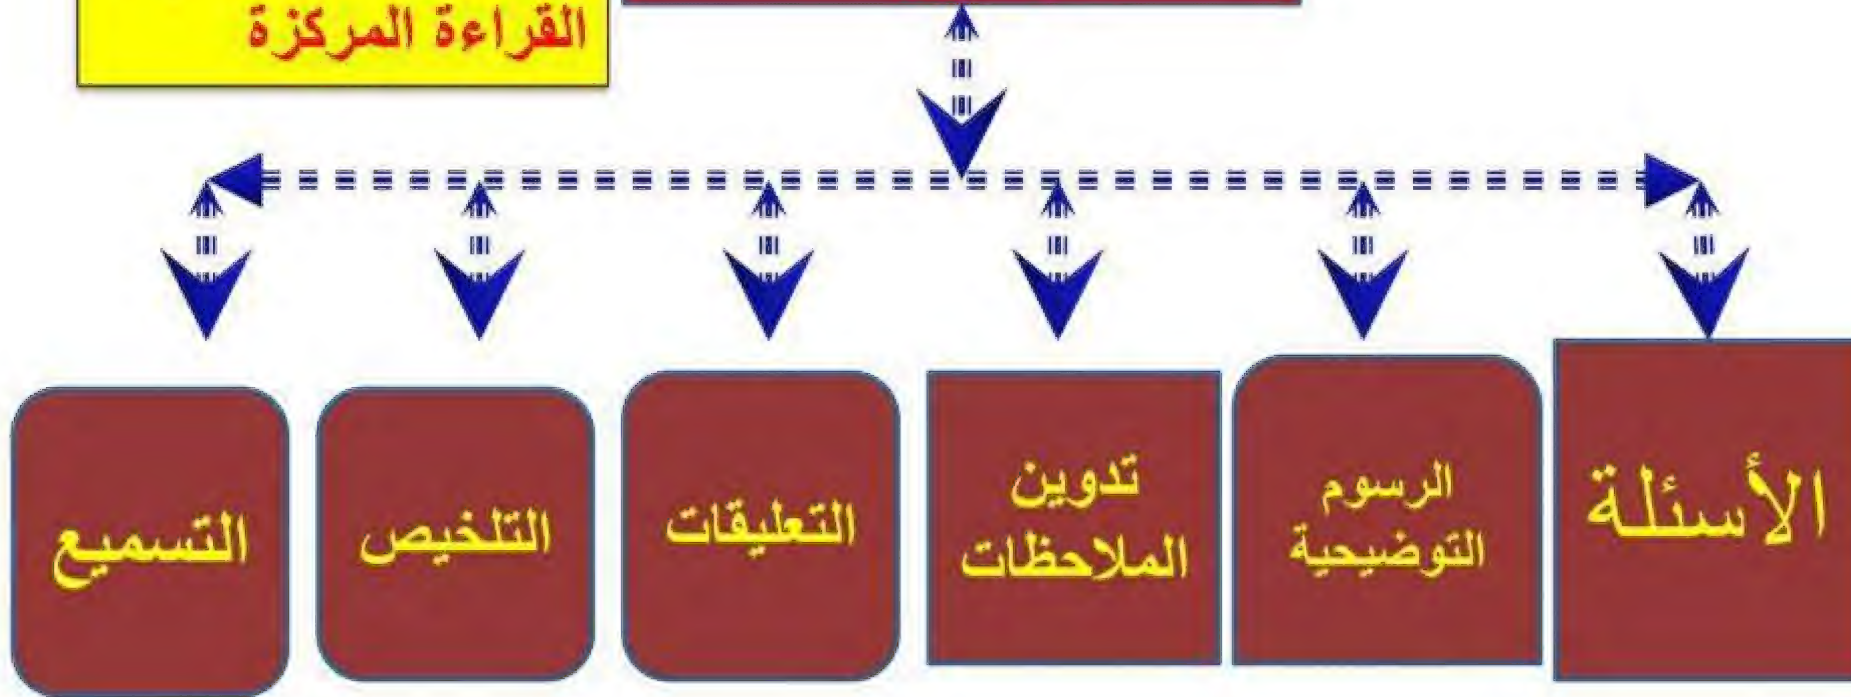 القراءة المركزة
الأسئلة
الرسوم
التوضيحية
تدوين
الملاحظات
التعليقات
التلخيص
التسميع